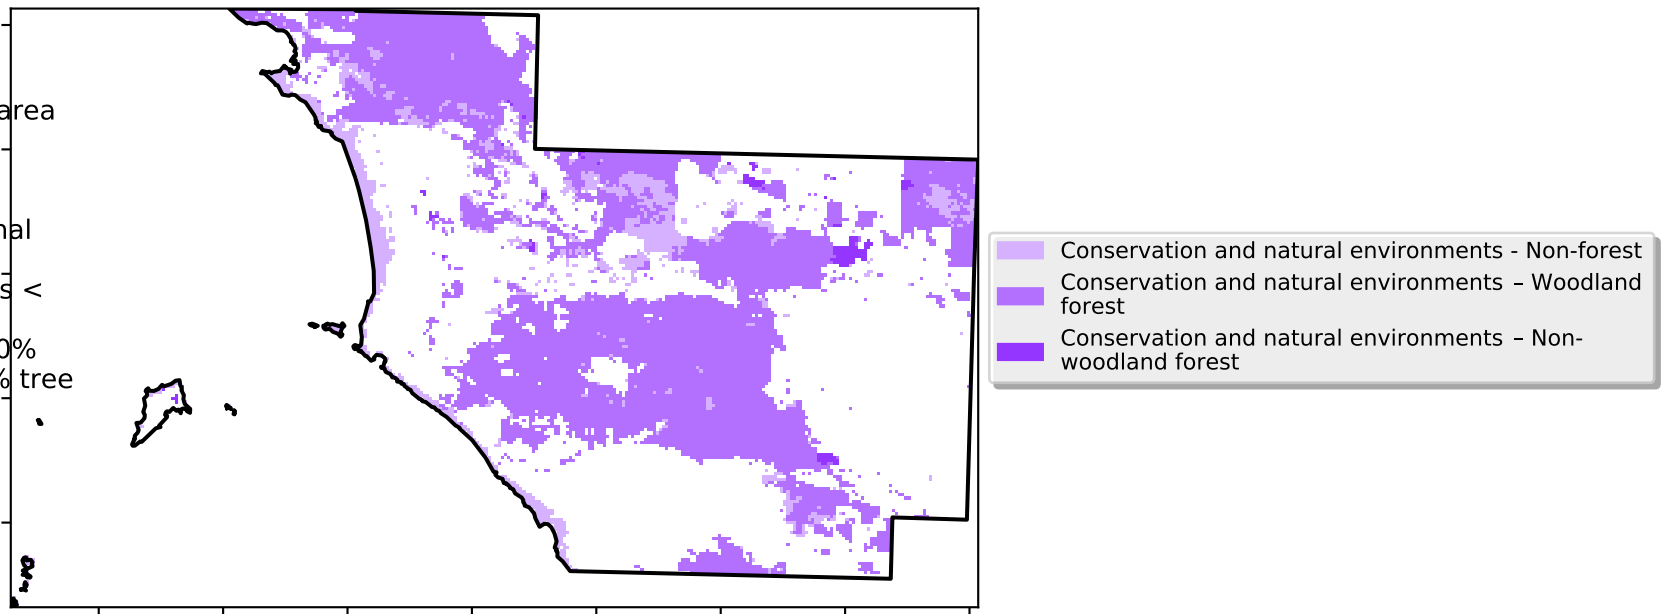 area
nal
s <
0%
% tree
Conservation and natural environments - Non-forest
Conservation and natural environments – Woodland
forest
Conservation and natural environments – Non-
woodland forest